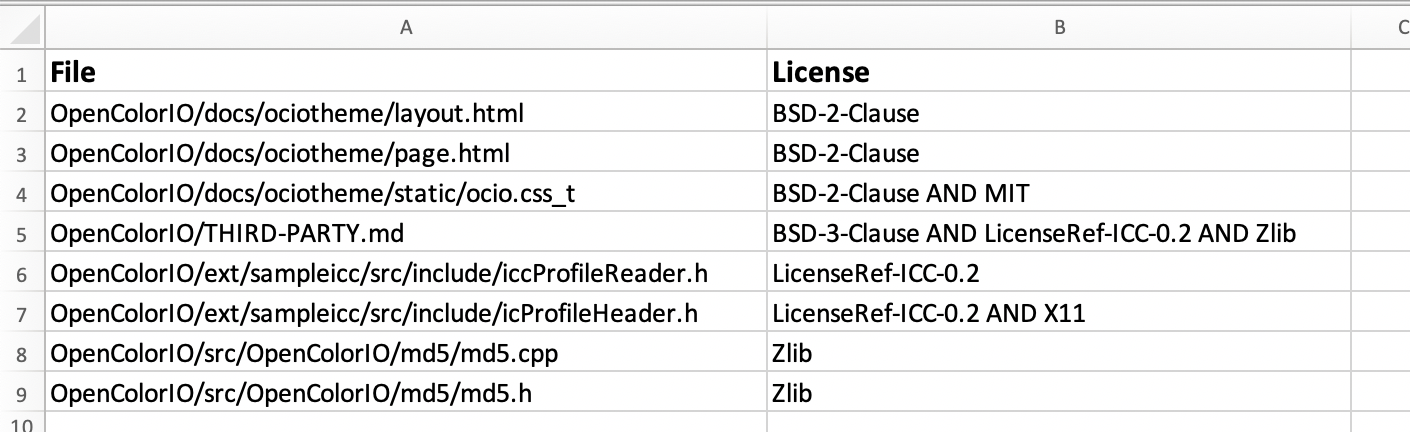 A B C
1 File License
2 OpenColorIO/docs/ociotheme/layout.html BSD-2-Clause
3 OpenColorIO/docs/ociotheme/page.html BSD-2-Clause
4 OpenColorIO/docs/ociotheme/static/ocio.css_t BSD-2-Clause AND MIT
5 OpenColorIO/THIRD-PARTY.md BSD-3-Clause AND LicenseRef-ICC-0.2 AND Zlib
6 OpenColorIO/ext/sampleicc/src/include/iccProfileReader.h LicenseRef-ICC-0.2
7 OpenColorIO/ext/sampleicc/src/include/icProfileHeader.h LicenseRef-ICC-0.2 AND X11
8 OpenColorIO/src/OpenColorIO/md5/md5.cpp Zlib
9 OpenColorIO/src/OpenColorIO/md5/md5.h Zlib
10